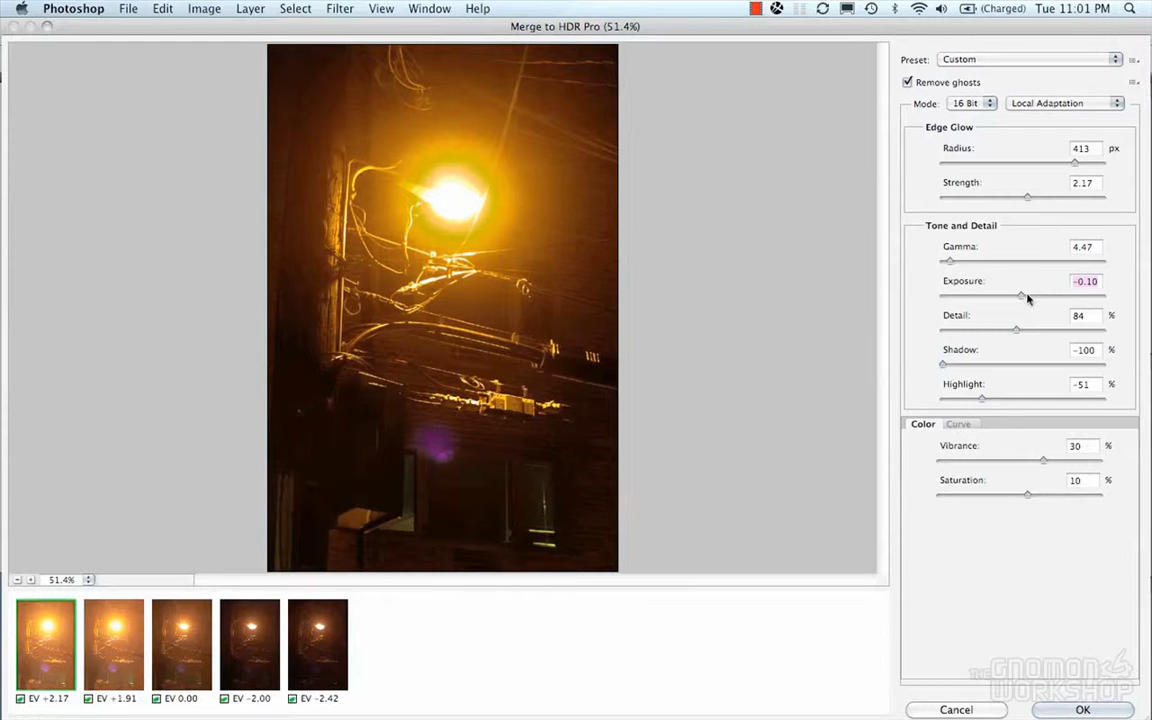 Photoshop File Edit Image Layer Select Filter View Window Help (Charged) Tue 11:01 PM
Merge to HDR Pro (51.4%)
Preset: Custom
Remove ghosts
Mode: 16 Bit Local Adaptation
Edge Glow
Radius: 413 px
Strength: 2.17
Tone and Detail
Gamma: 4.47
Exposure: -0.10
Detail: 84 %
Shadow: -100 %
Highlight: -51 %
Color Curve
Vibrance: 30 %
Saturation: 10 %
51.4%
EV +2.17 EV +1.91 EV 0.00 EV -2.00 EV -2.42
THE GNOMON
WORKSHOP
Cancel OK